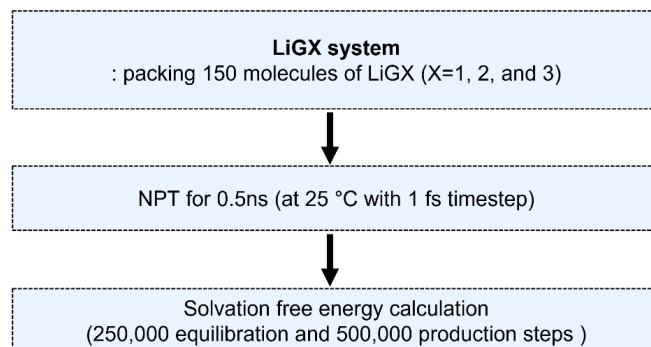 LiGX system
: packing 150 molecules of LiGX (X=1, 2, and 3)
NPT for 0.5ns (at 25 °C with 1 fs timestep)
Solvation free energy calculation
(250,000 equilibration and 500,000 production steps )